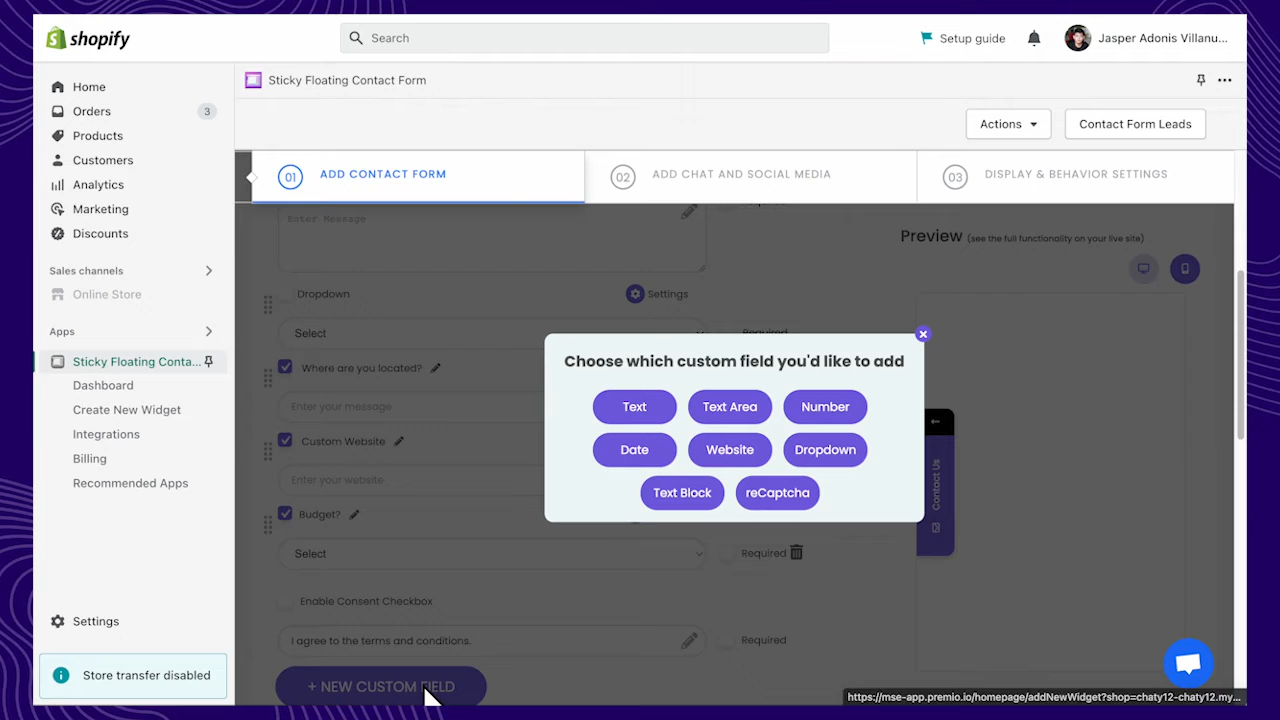 shopify
Search
Setup guide
Jasper Adonis Villanu...
Home
Orders
3
Products
Customers
Analytics
Marketing
Discounts
Sales channels
Online Store
Apps
Sticky Floating Conta...
Dashboard
Create New Widget
Integrations
Billing
Recommended Apps
Settings
Store transfer disabled
Sticky Floating Contact Form
Actions
Contact Form Leads
01 ADD CONTACT FORM
02 ADD CHAT AND SOCIAL MEDIA
03 DISPLAY & BEHAVIOR SETTINGS
Enter Message
Dropdown
Settings
Select
Required
Where are you located?
Enter your message
Custom Website
Enter your website
Budget?
Select
Required
Enable Consent Checkbox
I agree to the terms and conditions.
Required
+ NEW CUSTOM FIELD
Choose which custom field you'd like to add
Text
Text Area
Number
Date
Website
Dropdown
Text Block
reCaptcha
Preview (see the full functionality on your live site)
Contact Us
https://mse-app.premio.io/homepage/addNewWidget?shop=chaty12-chaty12.my...